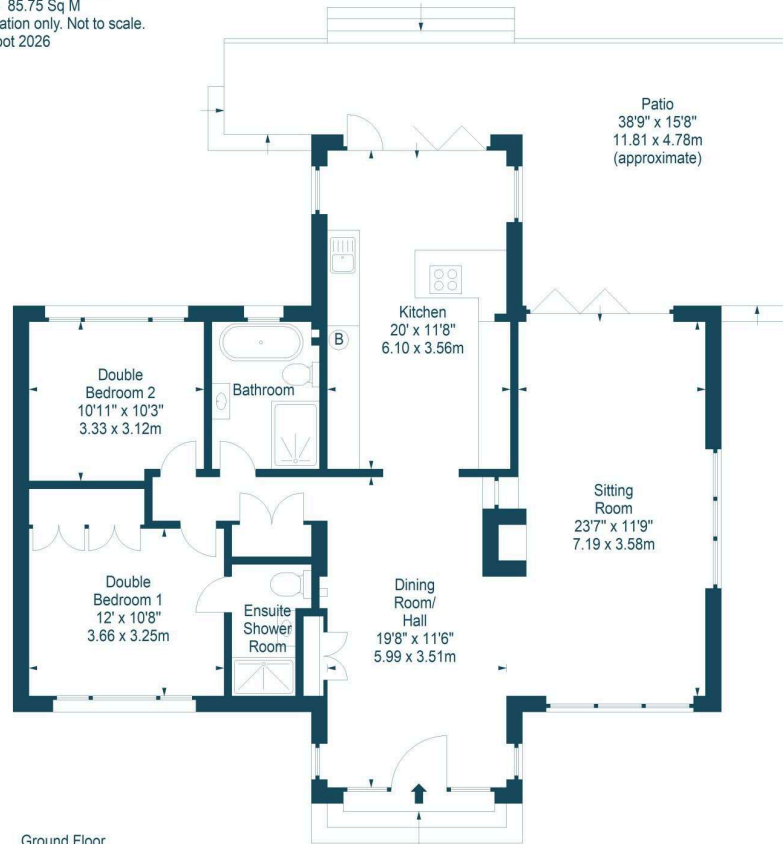 85.75 Sq M
ation only. Not to scale.
oot 2026
Patio
38'9" x 15'8"
11.81 x 4.78m
(approximate)
Kitchen
20' x 11'8"
6.10 x 3.56m
B
Double
Bedroom 2
10'11" x 10'3"
3.33 x 3.12m
Bathroom
Sitting
Room
23'7" x 11'9"
7.19 x 3.58m
Double
Bedroom 1
12' x 10'8"
3.66 x 3.25m
Ensuite
Shower
Room
Dining
Room/
Hall
19'8" x 11'6"
5.99 x 3.51m
Ground Floor